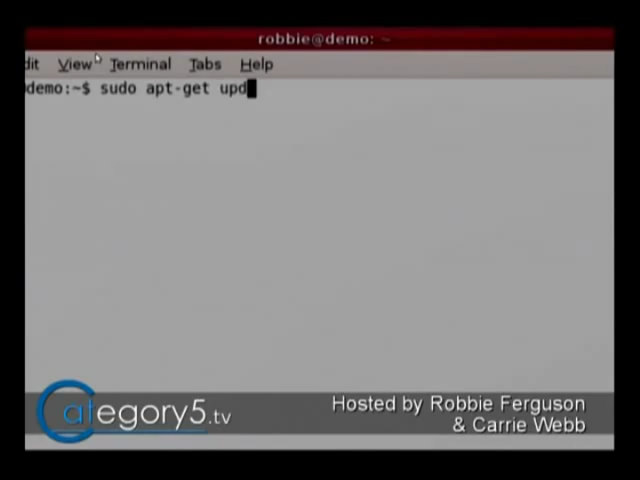 robbie@demo: ~
dit View Terminal Tabs Help
demo:~$ sudo apt-get upd
Category5.tv
Hosted by Robbie Ferguson
& Carrie Webb